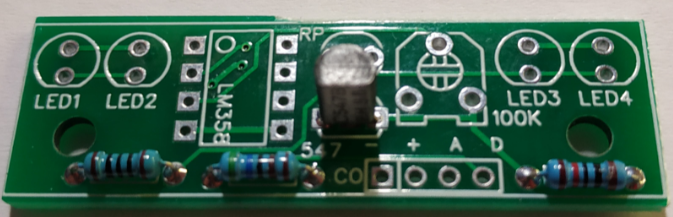 RP
LM358
LED1 LED2
LED3 LED4
100K
547 - + A D
CO